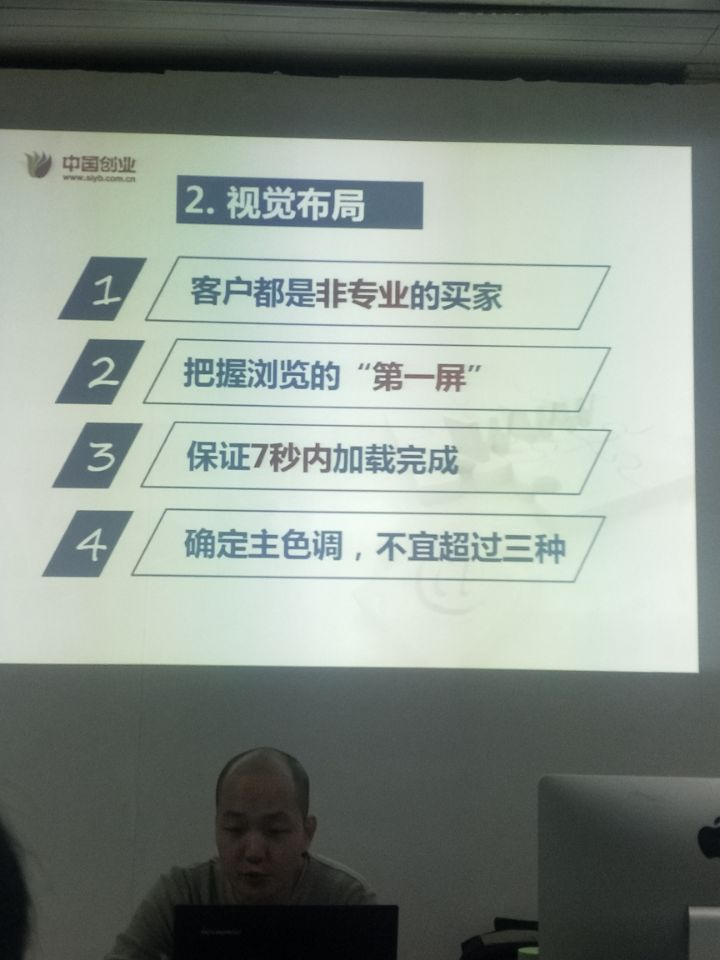 中国创业
www.siyb.com.cn
2. 视觉布局
1 客户都是非专业的买家
2 把握浏览的“第一屏”
3 保证7秒内加载完成
4 确定主色调，不宜超过三种